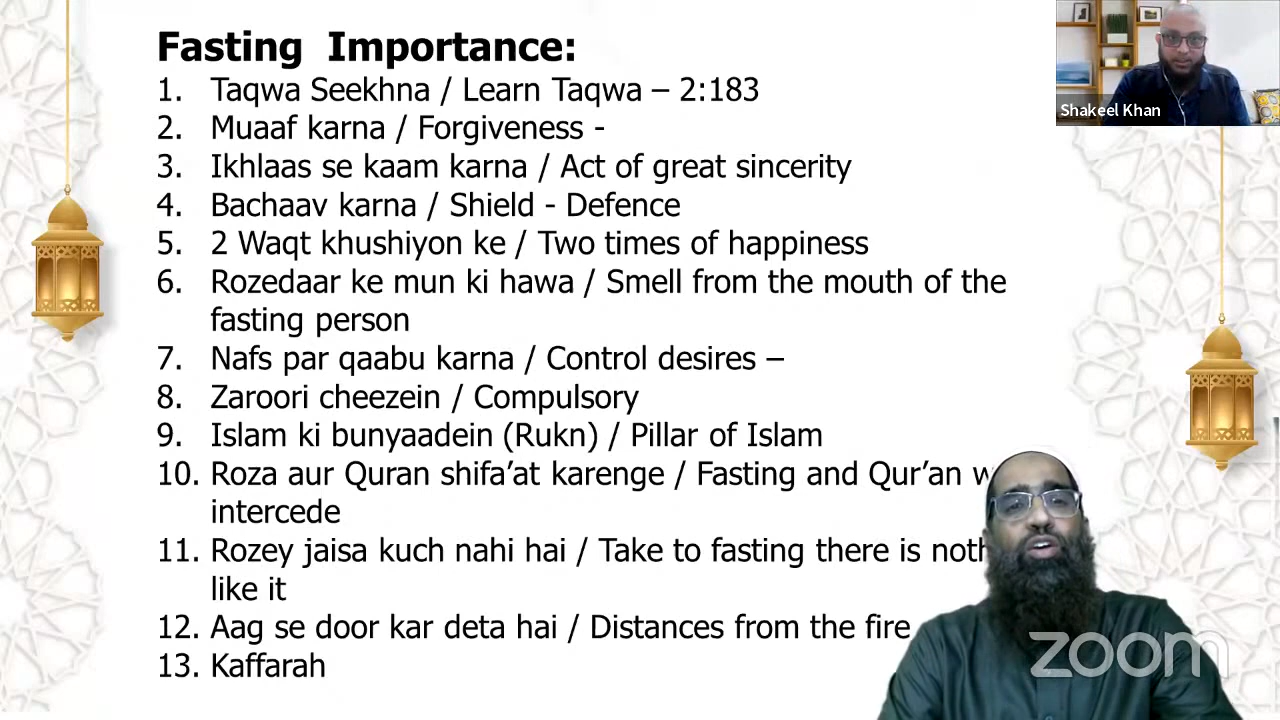 Fasting Importance:
1. Taqwa Seekhna / Learn Taqwa – 2:183
2. Muaaf karna / Forgiveness -
3. Ikhlaas se kaam karna / Act of great sincerity
4. Bachaav karna / Shield - Defence
5. 2 Waqt khushiyon ke / Two times of happiness
6. Rozedaar ke mun ki hawa / Smell from the mouth of the
fasting person
7. Nafs par qaabu karna / Control desires –
8. Zaroori cheezein / Compulsory
9. Islam ki bunyaadein (Rukn) / Pillar of Islam
10. Roza aur Quran shifa’at karenge / Fasting and Qur’an
intercede
11. Rozey jaisa kuch nahi hai / Take to fasting there is
like it
12. Aag se door kar deta hai / Distances from the fire
13. Kaffarah
Shakeel Khan
zoom